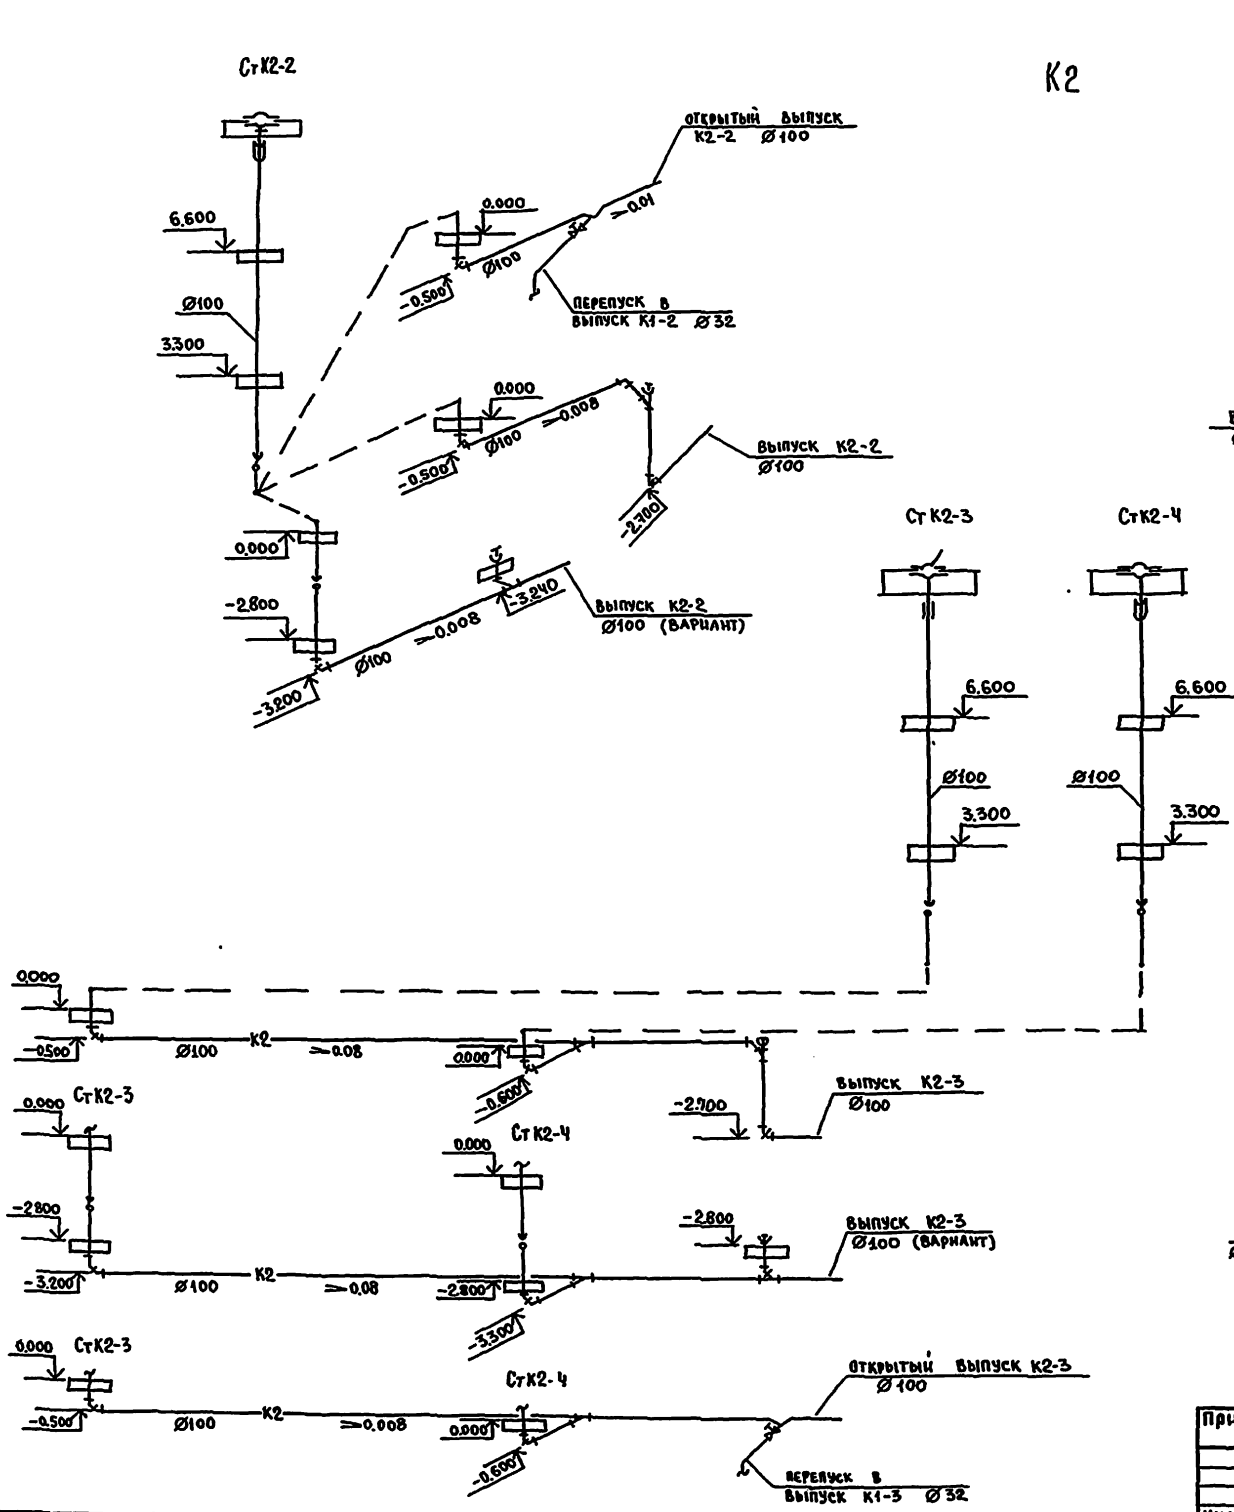 СтК2-2
К2
ОТКРЫТЫЙ ВЫПУСК
К2-2 Ø100
6.600
0.000
≥0.01
Ø100
-0.500
Ø100
ПЕРЕПУСК В
ВЫПУСК К1-2 Ø32
3.300
0.000
≥0.008
Ø100
-0.500
ВЫПУСК К2-2
Ø100
-2.700
СтК2-3
СтК2-4
0.000
-2.800
-3.240
ВЫПУСК К2-2
Ø100 (ВАРИАНТ)
≥0.008
Ø100
-3.200
6.600
6.600
Ø100
Ø100
3.300
3.300
0.000
-0.500
Ø100
К2
≥0.08
0.000
-0.600
ВЫПУСК К2-3
Ø100
-2.700
СтК2-3
0.000
СтК2-4
0.000
-2800
-2.800
ВЫПУСК К2-3
Ø100 (ВАРИАНТ)
-3.200
Ø100
К2
≥0.08
-2.800
-3.300
СтК2-3
0.000
СтК2-4
ОТКРЫТЫЙ ВЫПУСК К2-3
Ø100
-0.500
Ø100
К2
≥0.008
0.000
-0.600
ПЕРЕПУСК В
ВЫПУСК К1-3 Ø32
При